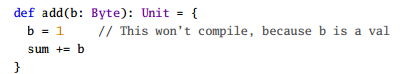 def add(b: Byte): Unit = {
  b = 1     // This won't compile, because b is a val
  sum += b
}